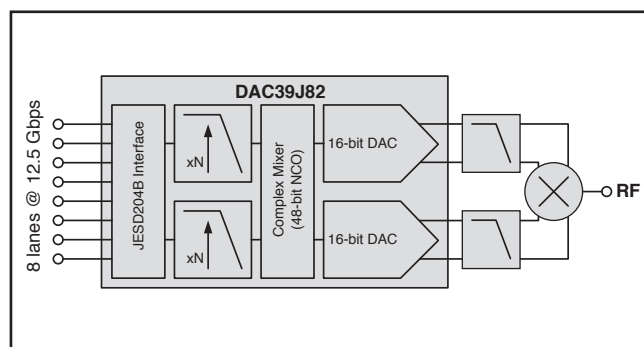 DAC39J82
8 lanes @ 12.5 Gbps
JESD204B Interface
xN
xN
Complex Mixer
(48-bit NCO)
16-bit DAC
16-bit DAC
RF